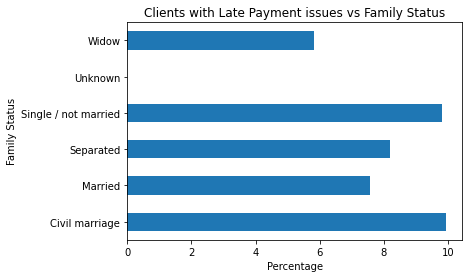 Clients with Late Payment issues vs Family Status
Widow
Unknown
Single / not married
Separated
Married
Civil marriage
Family Status
0 2 4 6 8 10
Percentage